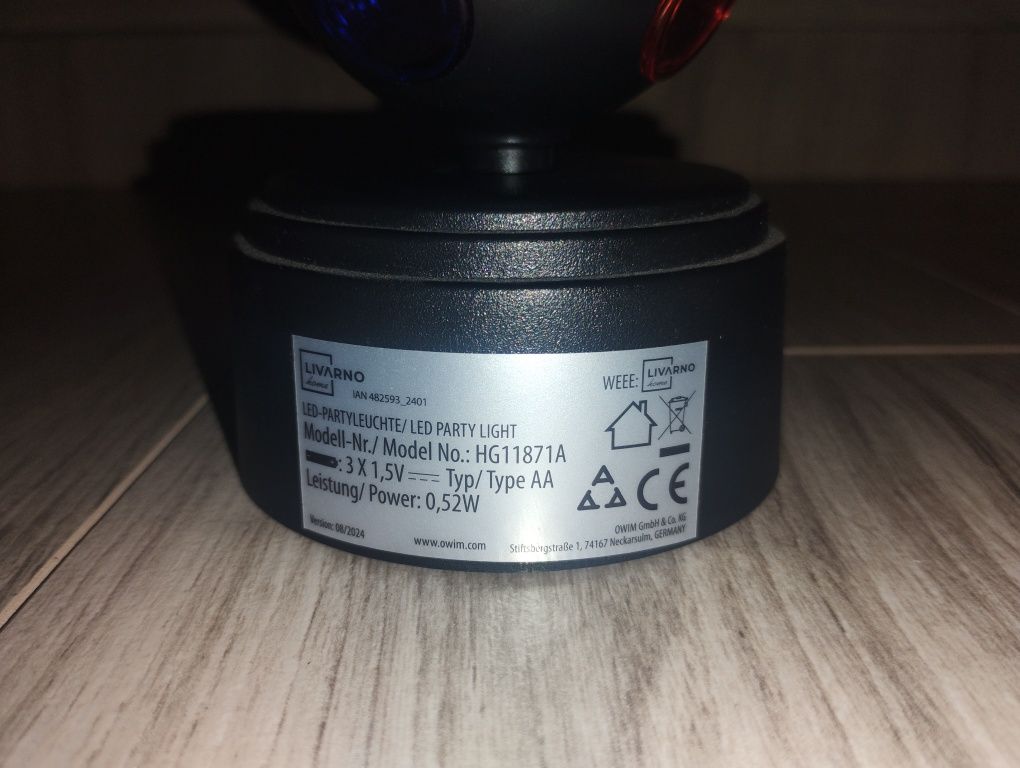 LIVARNO
home
IAN 482593_2401
LED-PARTYLEUCHTE/ LED PARTY LIGHT
Modell-Nr./ Model No.: HG11871A
: 3 X 1,5V Typ/ Type AA
Leistung/ Power: 0,52W
Version: 08/2024
www.owim.com
WEEE:
LIVARNO
home
A
CE
OWIM GmbH & Co. KG
Stiftsbergstraße 1, 74167 Neckarsulm, GERMANY